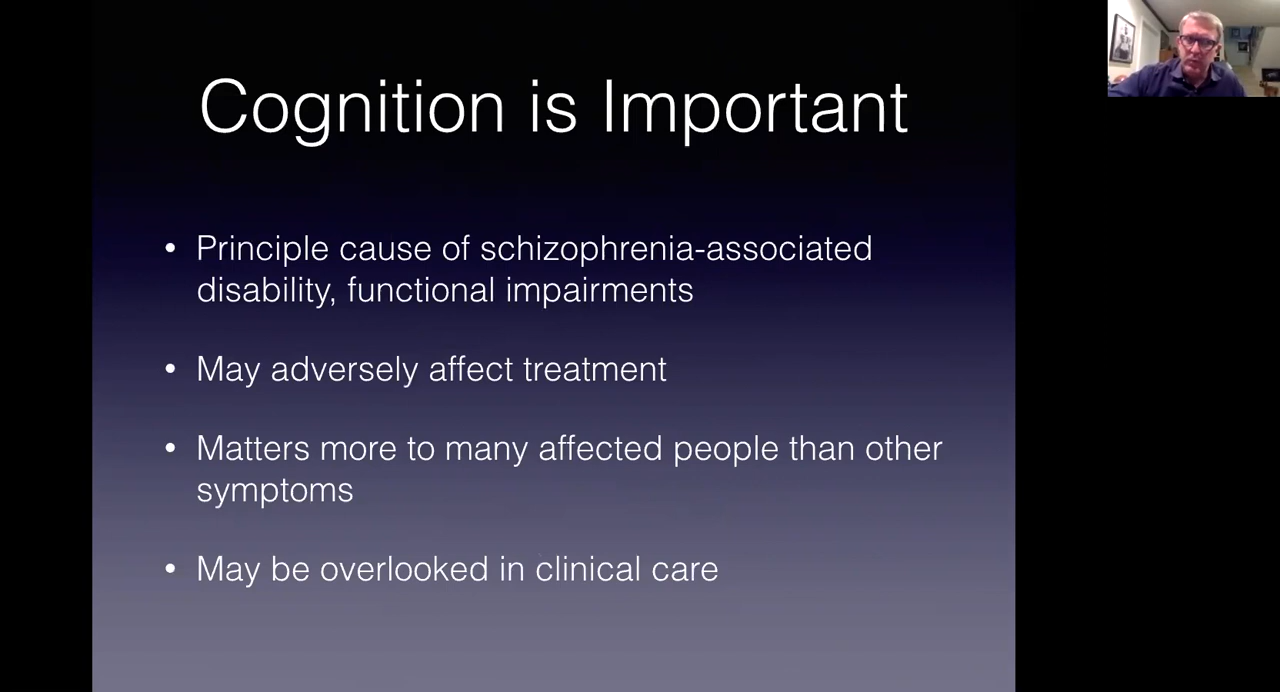 Cognition is Important
• Principle cause of schizophrenia-associated
disability, functional impairments
• May adversely affect treatment
• Matters more to many affected people than other
symptoms
• May be overlooked in clinical care